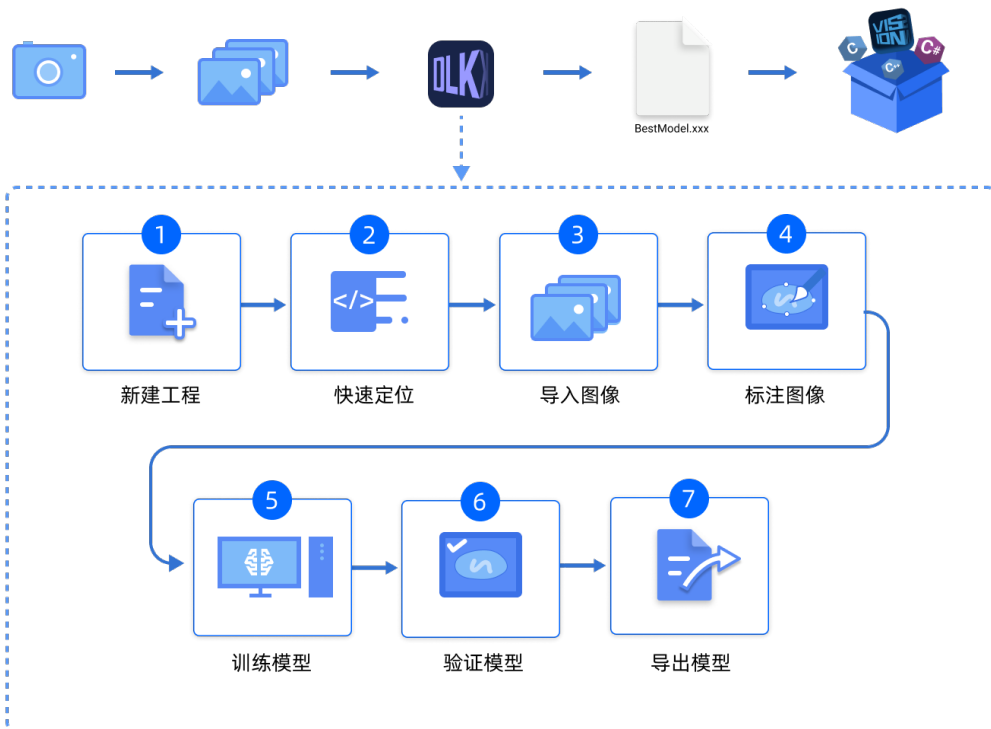 VISION
C
C#
C++
DLK
BestModel.xxx
1
2
3
4
</>
新建工程
快速定位
导入图像
标注图像
5
6
7
训练模型
验证模型
导出模型